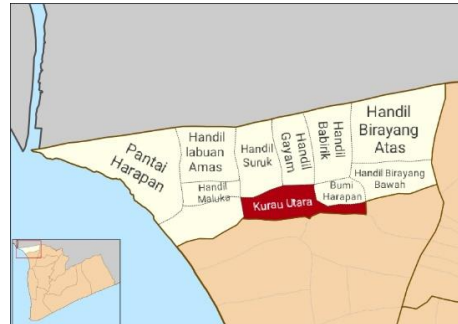 Pantai
Harapan
Handil
labuan
Amas
Handil
Maluka
Handil
Suruk
Handil
Gayam
Handil
Babirik
Handil
Birayang
Atas
Handil Birayang
Bawah
Bumi
Harapan
Kurau Utara